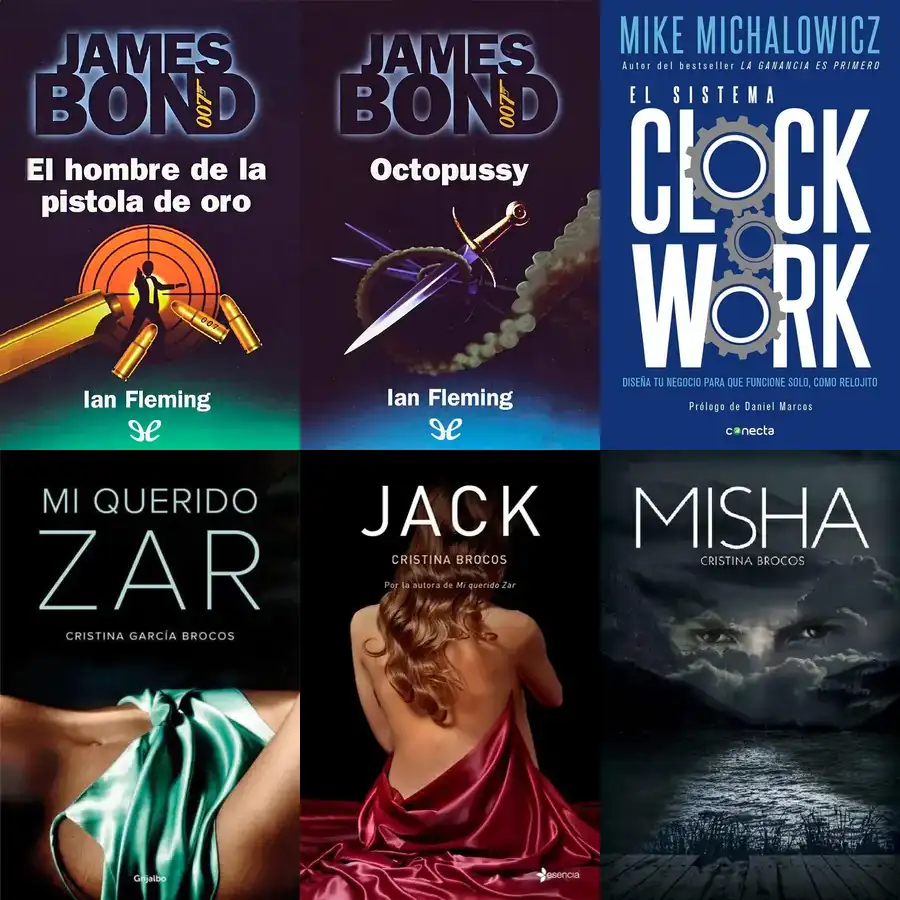 JAMES
BOND
007
El hombre de la
pistola de oro
007
Ian Fleming
JAMES
BOND
007
Octopussy
Ian Fleming
MIKE MICHALOWICZ
Autor del bestseller LA GANANCIA ES PRIMERO
EL SISTEMA
CLOCK
WORK
DISEÑA TU NEGOCIO PARA QUE FUNCIONE SOLO, COMO RELOJITO
Prólogo de Daniel Marcos
conecta
MI QUERIDO
ZAR
CRISTINA GARCÍA BROCOS
Grijalbo
JACK
CRISTINA BROCOS
Por la autora de Mi querido Zar
esencia
MISHA
CRISTINA BROCOS